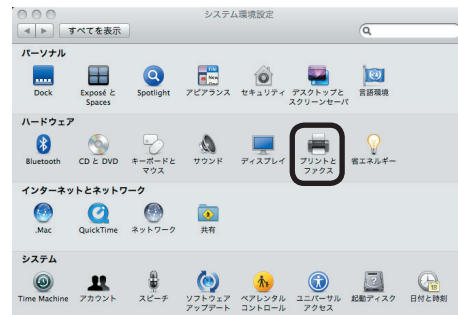 システム環境設定
すべてを表示
パーソナル
Dock
Exposé と
Spaces
Spotlight
アピアランス
セキュリティ
デスクトップと
スクリーンセーバ
言語環境
ハードウェア
Bluetooth
CD と DVD
キーボードと
マウス
サウンド
ディスプレイ
プリントと
ファクス
省エネルギー
インターネットとネットワーク
.Mac
QuickTime
ネットワーク
共有
システム
Time Machine
アカウント
スピーチ
ソフトウェア
アップデート
ペアレンタル
コントロール
ユニバーサル
アクセス
起動ディスク
日付と時刻